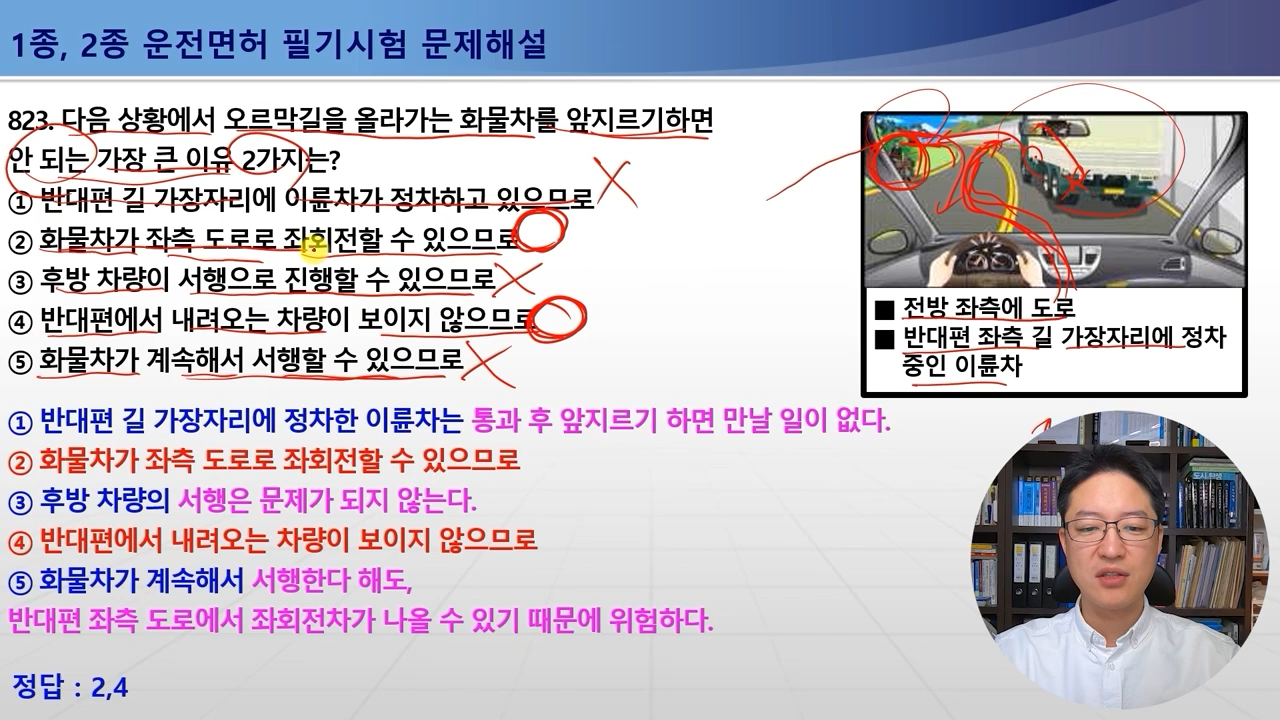 1종, 2종 운전면허 필기시험 문제해설
823. 다음 상황에서 오르막길을 올라가는 화물차를 앞지르기하면
안 되는 가장 큰 이유 2가지는?
① 반대편 길 가장자리에 이륜차가 정차하고 있으므로
② 화물차가 좌측 도로로 좌회전할 수 있으므로
③ 후방 차량이 서행으로 진행할 수 있으므로
④ 반대편에서 내려오는 차량이 보이지 않으므로
⑤ 화물차가 계속해서 서행할 수 있으므로
■ 전방 좌측에 도로
■ 반대편 좌측 길 가장자리에 정차
중인 이륜차
① 반대편 길 가장자리에 정차한 이륜차는 통과 후 앞지르기 하면 만날 일이 없다.
② 화물차가 좌측 도로로 좌회전할 수 있으므로
③ 후방 차량의 서행은 문제가 되지 않는다.
④ 반대편에서 내려오는 차량이 보이지 않으므로
⑤ 화물차가 계속해서 서행한다 해도,
반대편 좌측 도로에서 좌회전차가 나올 수 있기 때문에 위험하다.
정답 : 2,4